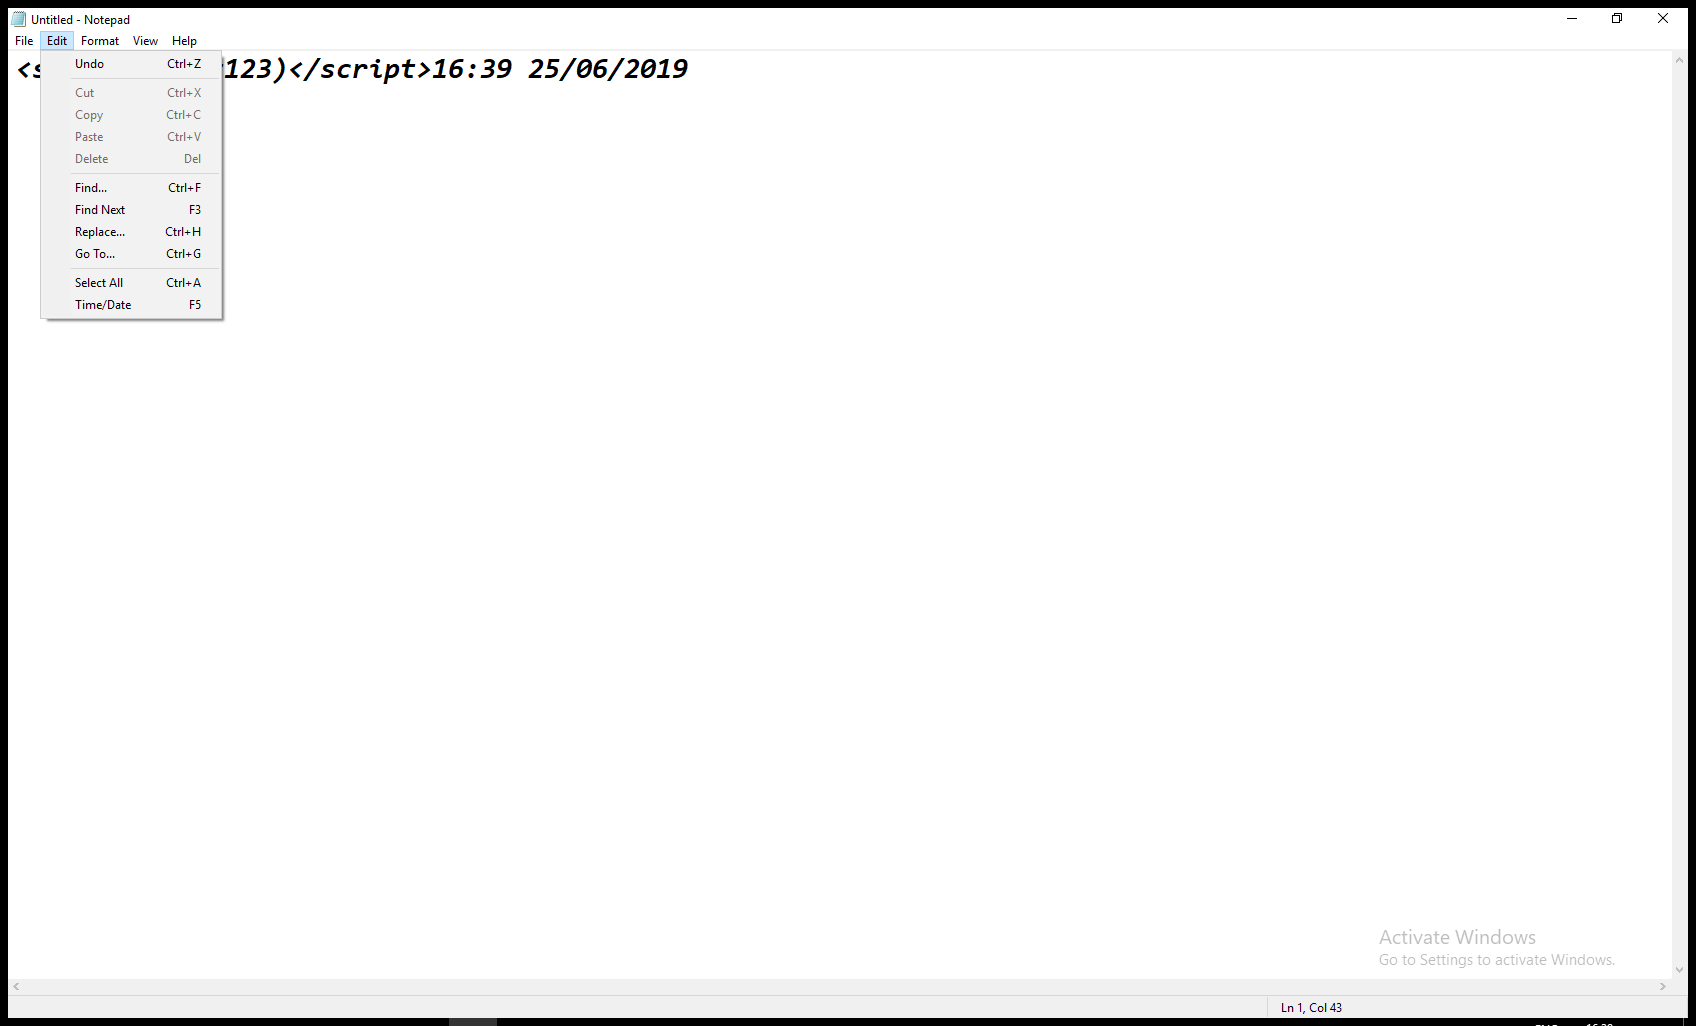 Untitled - Notepad
File Edit Format View Help
123)</script>16:39 25/06/2019
Undo Ctrl+Z
Cut Ctrl+X
Copy Ctrl+C
Paste Ctrl+V
Delete Del
Find... Ctrl+F
Find Next F3
Replace... Ctrl+H
Go To... Ctrl+G
Select All Ctrl+A
Time/Date F5
Activate Windows
Go to Settings to activate Windows.
Ln 1, Col 43